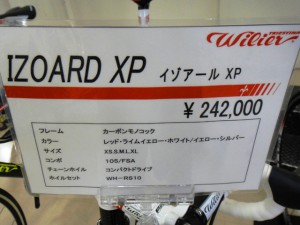 Wilier
IZOARD XP イゾアール XP
¥ 242,000
フレーム カーボンモノコック
カラー レッド・ライムイエロー・ホワイト/イエロー・シルバー
サイズ XS,S,M,L,XL
コンポ 105/FSA
チェーンホイル コンパクトドライブ
ホイルセット WH-RS10